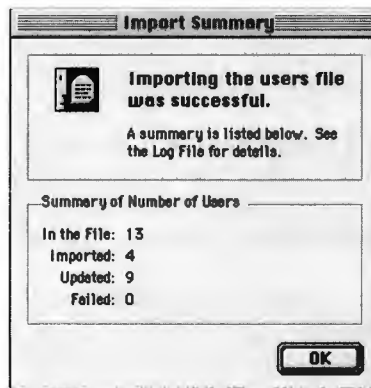 Import Summary
Importing the users file
was successful.
A summary is listed below. See
the Log File for details.
Summary of Number of Users
In the File: 13
Imported: 4
Updated: 9
Failed: 0
OK